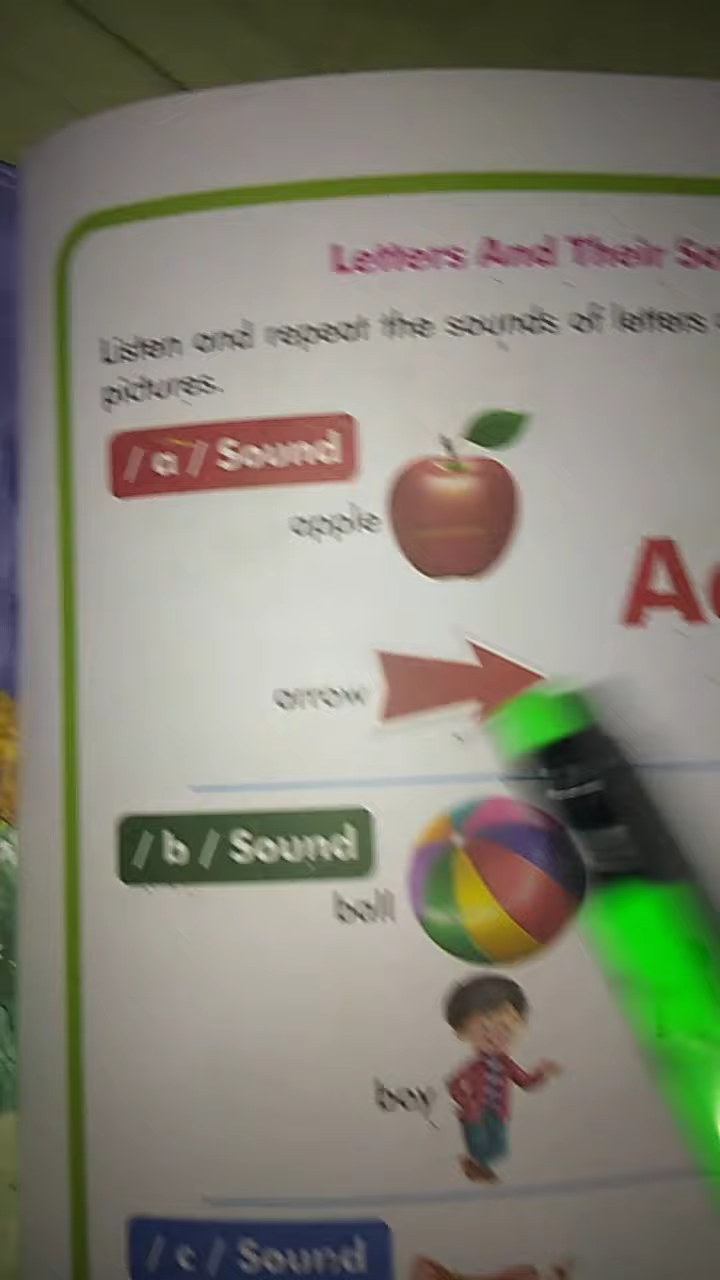 Letters And Their
Listen and repeat the sounds of letters
pictures.
/ a / Sound
apple
A
arrow
/ b / Sound
ball
boy
/ c / Sound